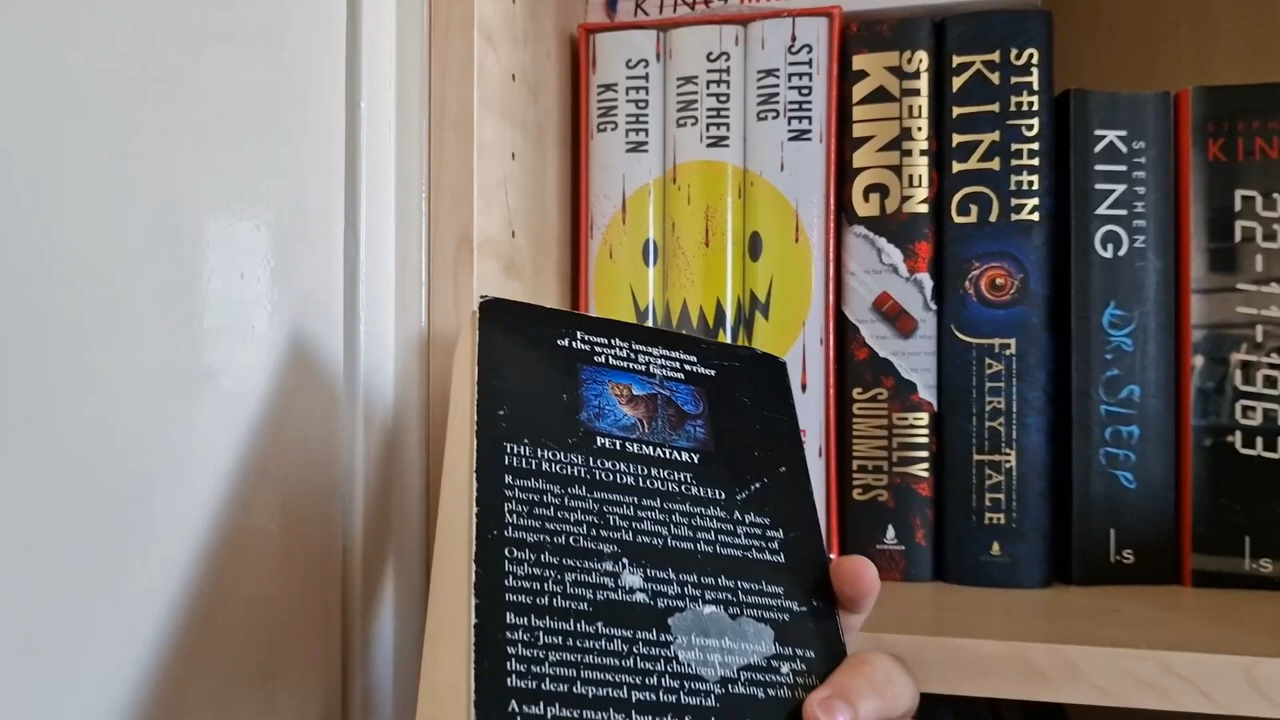 KING
STEPHEN
KING
STEPHEN
KING
STEPHEN
KING
STEPHEN
KING
BILLY
SUMMERS
SCRIBNER
STEPHEN
KING
FAIRY TALE
STEPHEN
KING
DR. SLEEP
L.S
KIN
22-11-1963
L.S
From the imagination
of the world's greatest writer
of horror fiction
PET SEMATARY
THE HOUSE LOOKED RIGHT,
FELT RIGHT, TO DR LOUIS CREED
Rambling, old, unsmart and comfortable. A place
where the family could settle; the children grow and
play and explore. The rolling hills and meadows of
Maine seemed a world away from the fume-choked
dangers of Chicago.
Only the occasional big truck out on the two-lane
highway, grinding through the gears, hammering
down the long gradients, growled out an intrusive
note of threat.
But behind the house and away from the road: that was
safe. Just a carefully cleared path up into the woods
where generations of local children had processed with
the solemn innocence of the young, taking with
their dear departed pets for burial.
A sad place maybe, but safe.